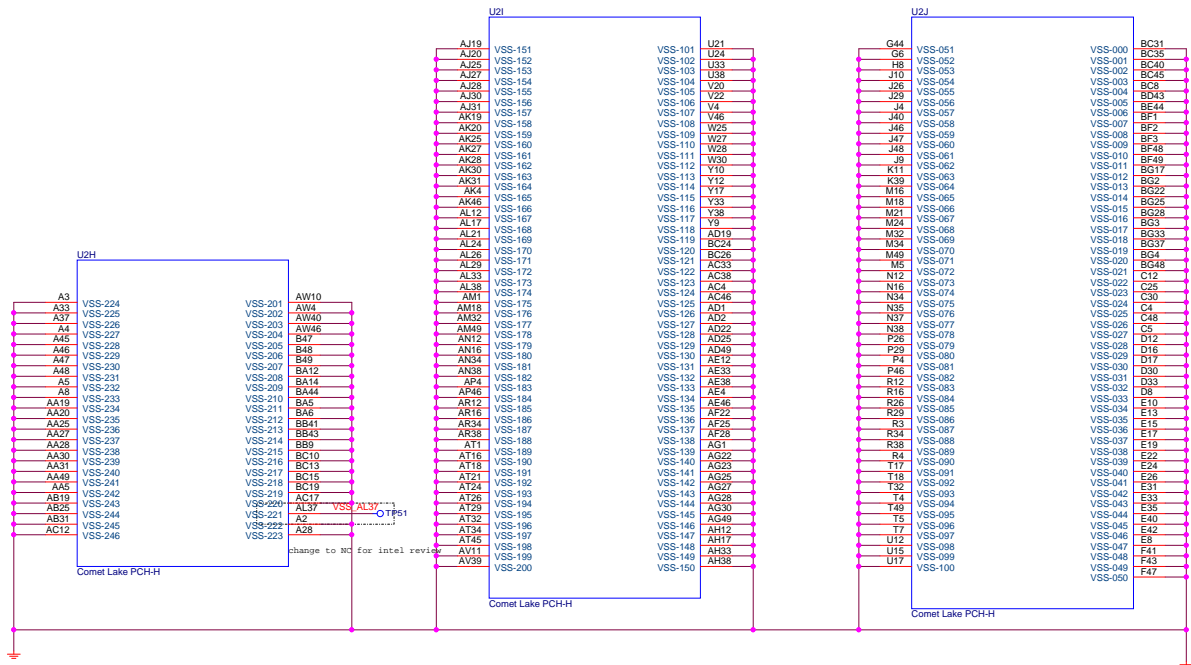 U2H
A3 VSS-224 VSS-201 AW10
A33 VSS-225 VSS-202 AW4
A37 VSS-226 VSS-203 AW40
A4 VSS-227 VSS-204 AW46
A45 VSS-228 VSS-205 B47
A46 VSS-229 VSS-206 B48
A47 VSS-230 VSS-207 B49
A48 VSS-231 VSS-208 BA12
A5 VSS-232 VSS-209 BA14
A8 VSS-233 VSS-210 BA44
AA19 VSS-234 VSS-211 BA5
AA20 VSS-235 VSS-212 BA6
AA25 VSS-236 VSS-213 BB41
AA27 VSS-237 VSS-214 BB43
AA28 VSS-238 VSS-215 BB9
AA30 VSS-239 VSS-216 BC10
AA31 VSS-240 VSS-217 BC13
AA49 VSS-241 VSS-218 BC15
AA5 VSS-242 VSS-219 BC19
AB19 VSS-243 VSS-220 AC17
AB25 VSS-244 VSS-221 AL37 VSS_AL37 TP51
AB31 VSS-245 VSS-222 A2
AC12 VSS-246 VSS-223 A28
change to NC for intel review
Comet Lake PCH-H
U2I
AJ19 VSS-151 VSS-101 U21
AJ20 VSS-152 VSS-102 U24
AJ25 VSS-153 VSS-103 U33
AJ27 VSS-154 VSS-104 U38
AJ28 VSS-155 VSS-105 V20
AJ30 VSS-156 VSS-106 V22
AJ31 VSS-157 VSS-107 V4
AK19 VSS-158 VSS-108 V46
AK20 VSS-159 VSS-109 W25
AK25 VSS-160 VSS-110 W27
AK27 VSS-161 VSS-111 W28
AK28 VSS-162 VSS-112 W30
AK30 VSS-163 VSS-113 Y10
AK31 VSS-164 VSS-114 Y12
AK4 VSS-165 VSS-115 Y17
AK46 VSS-166 VSS-116 Y33
AL12 VSS-167 VSS-117 Y38
AL17 VSS-168 VSS-118 Y9
AL21 VSS-169 VSS-119 AD19
AL24 VSS-170 VSS-120 BC24
AL26 VSS-171 VSS-121 BC26
AL29 VSS-172 VSS-122 AC33
AL33 VSS-173 VSS-123 AC38
AL38 VSS-174 VSS-124 AC4
AM1 VSS-175 VSS-125 AC46
AM18 VSS-176 VSS-126 AD1
AM32 VSS-177 VSS-127 AD2
AM49 VSS-178 VSS-128 AD22
AN12 VSS-179 VSS-129 AD25
AN16 VSS-180 VSS-130 AD49
AN34 VSS-181 VSS-131 AE12
AN38 VSS-182 VSS-132 AE33
AP4 VSS-183 VSS-133 AE38
AP46 VSS-184 VSS-134 AE4
AR12 VSS-185 VSS-135 AE46
AR16 VSS-186 VSS-136 AF22
AR34 VSS-187 VSS-137 AF25
AR38 VSS-188 VSS-138 AF28
AT1 VSS-189 VSS-139 AG1
AT16 VSS-190 VSS-140 AG22
AT18 VSS-191 VSS-141 AG23
AT21 VSS-192 VSS-142 AG25
AT24 VSS-193 VSS-143 AG27
AT26 VSS-194 VSS-144 AG28
AT29 VSS-195 VSS-145 AG30
AT32 VSS-196 VSS-146 AG49
AT34 VSS-197 VSS-147 AH12
AT45 VSS-198 VSS-148 AH17
AV11 VSS-199 VSS-149 AH33
AV39 VSS-200 VSS-150 AH38
Comet Lake PCH-H
U2J
G44 VSS-051 VSS-000 BC31
G6 VSS-052 VSS-001 BC35
H8 VSS-053 VSS-002 BC40
J10 VSS-054 VSS-003 BC45
J26 VSS-055 VSS-004 BC8
J29 VSS-056 VSS-005 BD43
J4 VSS-057 VSS-006 BE44
J40 VSS-058 VSS-007 BF1
J46 VSS-059 VSS-008 BF2
J47 VSS-060 VSS-009 BF3
J48 VSS-061 VSS-010 BF48
J9 VSS-062 VSS-011 BF49
K11 VSS-063 VSS-012 BG17
K39 VSS-064 VSS-013 BG2
M16 VSS-065 VSS-014 BG22
M18 VSS-066 VSS-015 BG25
M21 VSS-067 VSS-016 BG28
M24 VSS-068 VSS-017 BG3
M32 VSS-069 VSS-018 BG33
M34 VSS-070 VSS-019 BG37
M49 VSS-071 VSS-020 BG4
M5 VSS-072 VSS-021 BG48
N12 VSS-073 VSS-022 C12
N16 VSS-074 VSS-023 C25
N34 VSS-075 VSS-024 C30
N35 VSS-076 VSS-025 C4
N37 VSS-077 VSS-026 C48
N38 VSS-078 VSS-027 C5
P26 VSS-079 VSS-028 D12
P29 VSS-080 VSS-029 D16
P4 VSS-081 VSS-030 D17
P46 VSS-082 VSS-031 D30
R12 VSS-083 VSS-032 D33
R16 VSS-084 VSS-033 D8
R26 VSS-085 VSS-034 E10
R29 VSS-086 VSS-035 E13
R3 VSS-087 VSS-036 E15
R34 VSS-088 VSS-037 E17
R38 VSS-089 VSS-038 E19
R4 VSS-090 VSS-039 E22
T17 VSS-091 VSS-040 E24
T18 VSS-092 VSS-041 E26
T32 VSS-093 VSS-042 E31
T4 VSS-094 VSS-043 E33
T49 VSS-095 VSS-044 E35
T5 VSS-096 VSS-045 E40
T7 VSS-097 VSS-046 E42
U12 VSS-098 VSS-047 E8
U15 VSS-099 VSS-048 F41
U17 VSS-100 VSS-049 F43
VSS-050 F47
Comet Lake PCH-H